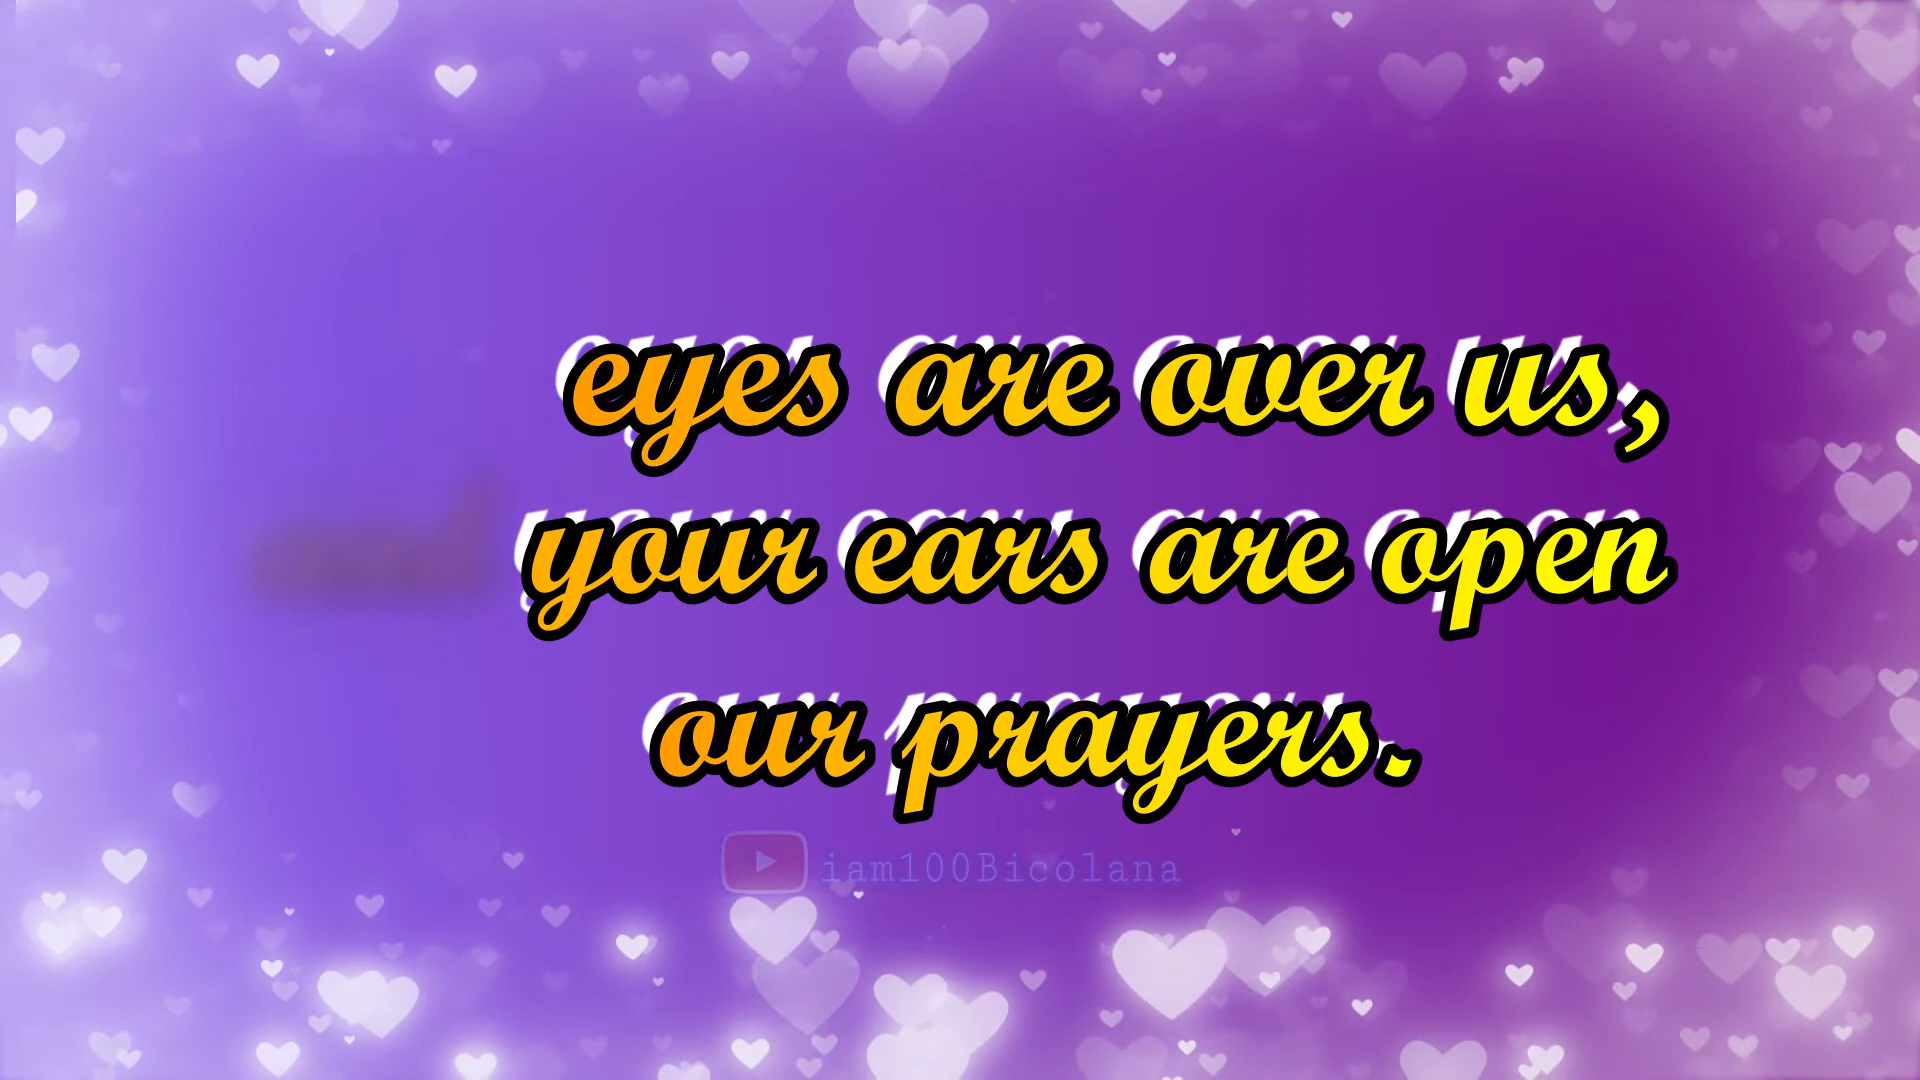 eyes are over us,
your ears are open
our prayers.
iam100Bicolana